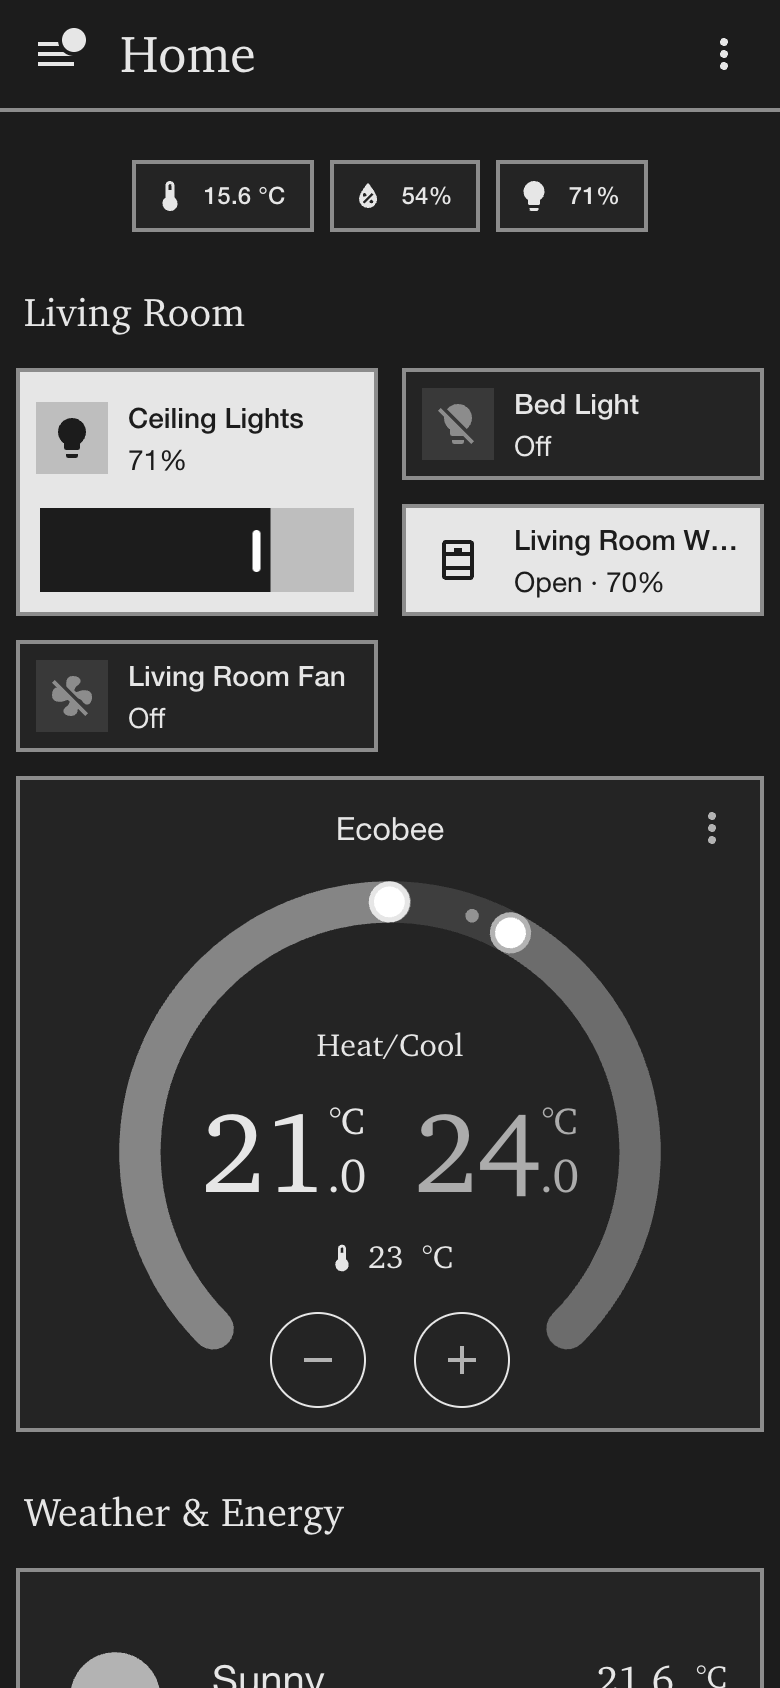 Home
15.6 °C
54%
71%
Living Room
Ceiling Lights
71%
Bed Light
Off
Living Room W...
Open · 70%
Living Room Fan
Off
Ecobee
Heat/Cool
21.0 °C 24.0 °C
23 °C
Weather & Energy
Sunny
21.6 °C